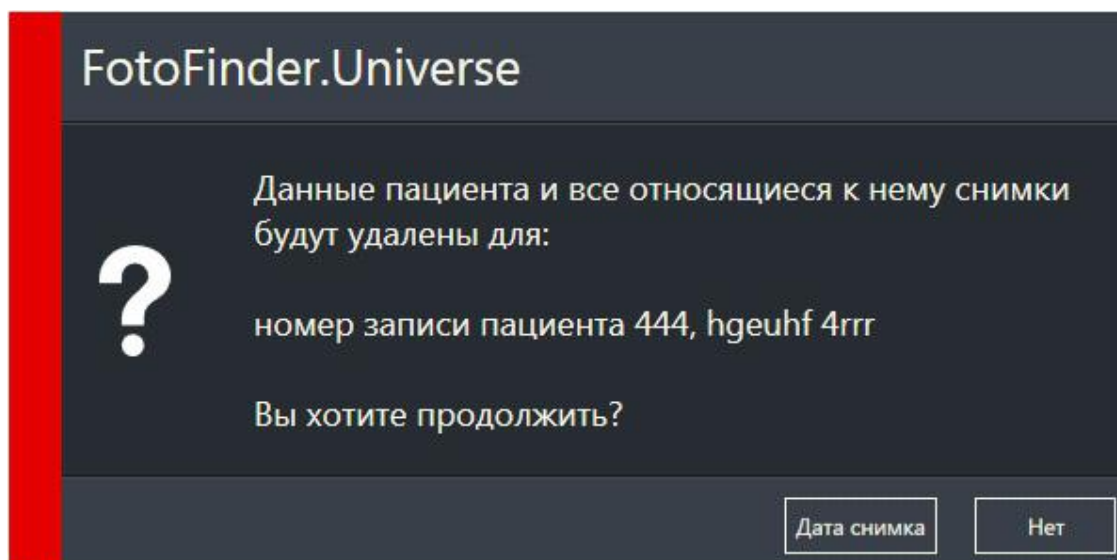 FotoFinder.Universe
Данные пациента и все относящиеся к нему снимки
будут удалены для:
номер записи пациента 444, hgeuhf 4rrr
Вы хотите продолжить?
Дата снимка
Нет